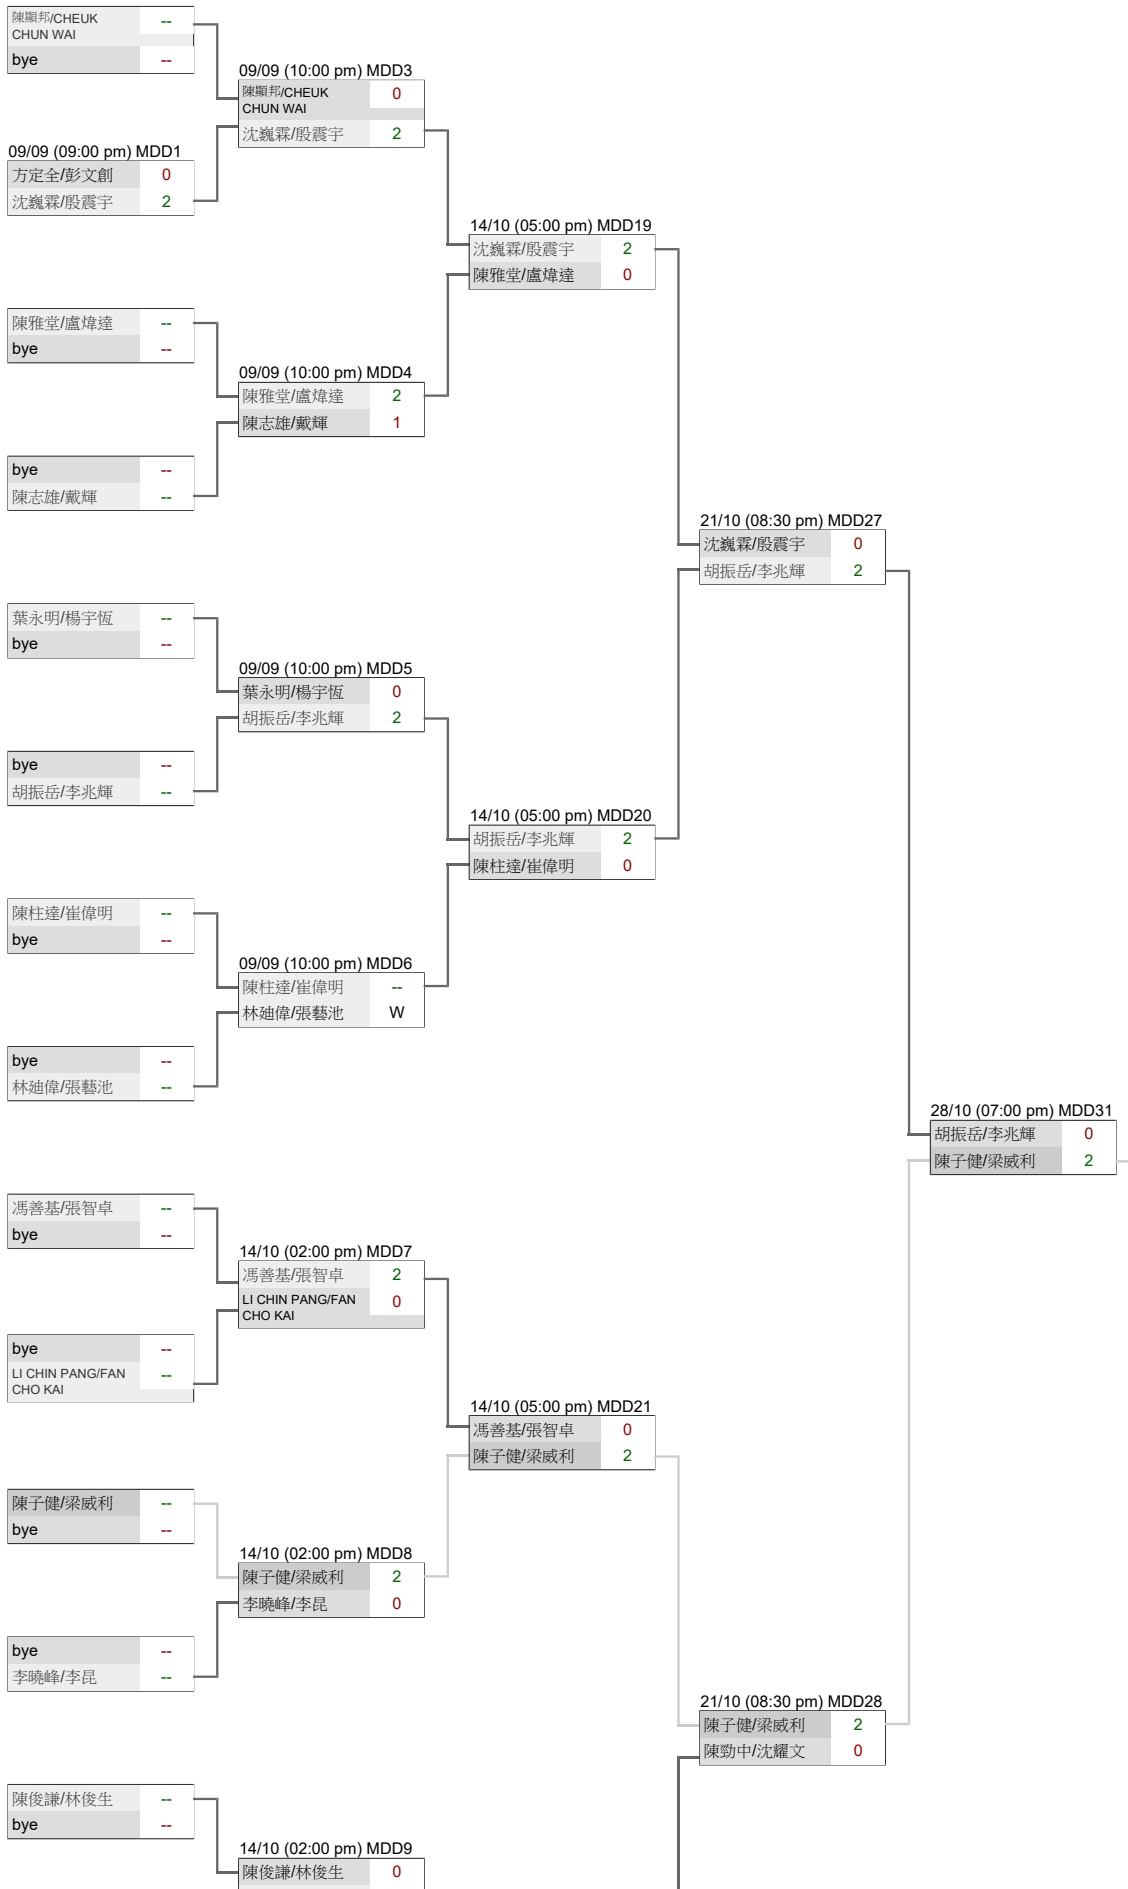 陳顯邦/CHEUK --
CHUN WAI
bye --
09/09 (10:00 pm) MDD3
陳顯邦/CHEUK 0
CHUN WAI
沈巍霖/殷震宇 2
09/09 (09:00 pm) MDD1
方定全/彭文創 0
沈巍霖/殷震宇 2
14/10 (05:00 pm) MDD19
沈巍霖/殷震宇 2
陳雅堂/盧煒達 0
陳雅堂/盧煒達 --
bye --
09/09 (10:00 pm) MDD4
陳雅堂/盧煒達 2
陳志雄/戴輝 1
bye --
陳志雄/戴輝 --
21/10 (08:30 pm) MDD27
沈巍霖/殷震宇 0
胡振岳/李兆輝 2
葉永明/楊宇恆 --
bye --
09/09 (10:00 pm) MDD5
葉永明/楊宇恆 0
胡振岳/李兆輝 2
bye --
胡振岳/李兆輝 --
14/10 (05:00 pm) MDD20
胡振岳/李兆輝 2
陳柱達/崔偉明 0
陳柱達/崔偉明 --
bye --
09/09 (10:00 pm) MDD6
陳柱達/崔偉明 --
林廸偉/張藝池 W
bye --
林廸偉/張藝池 --
28/10 (07:00 pm) MDD31
胡振岳/李兆輝 0
陳子健/梁威利 2
馮善基/張智卓 --
bye --
14/10 (02:00 pm) MDD7
馮善基/張智卓 2
LI CHIN PANG/FAN 0
CHO KAI
bye --
LI CHIN PANG/FAN --
CHO KAI
14/10 (05:00 pm) MDD21
馮善基/張智卓 0
陳子健/梁威利 2
陳子健/梁威利 --
bye --
14/10 (02:00 pm) MDD8
陳子健/梁威利 2
李曉峰/李昆 0
bye --
李曉峰/李昆 --
21/10 (08:30 pm) MDD28
陳子健/梁威利 2
陳勁中/沈耀文 0
陳俊謙/林俊生 --
bye --
14/10 (02:00 pm) MDD9
陳俊謙/林俊生 0